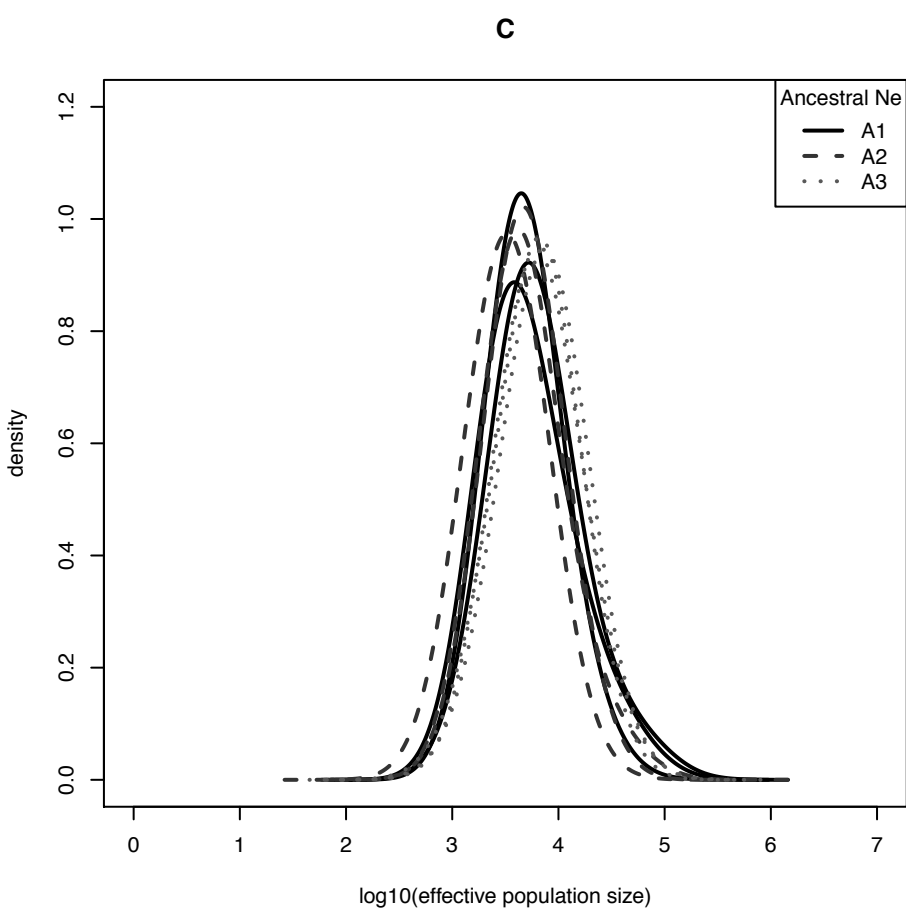 C
Ancestral Ne
A1
A2
A3
density
1.2
1.0
0.8
0.6
0.4
0.2
0.0
0 1 2 3 4 5 6 7
log10(effective population size)